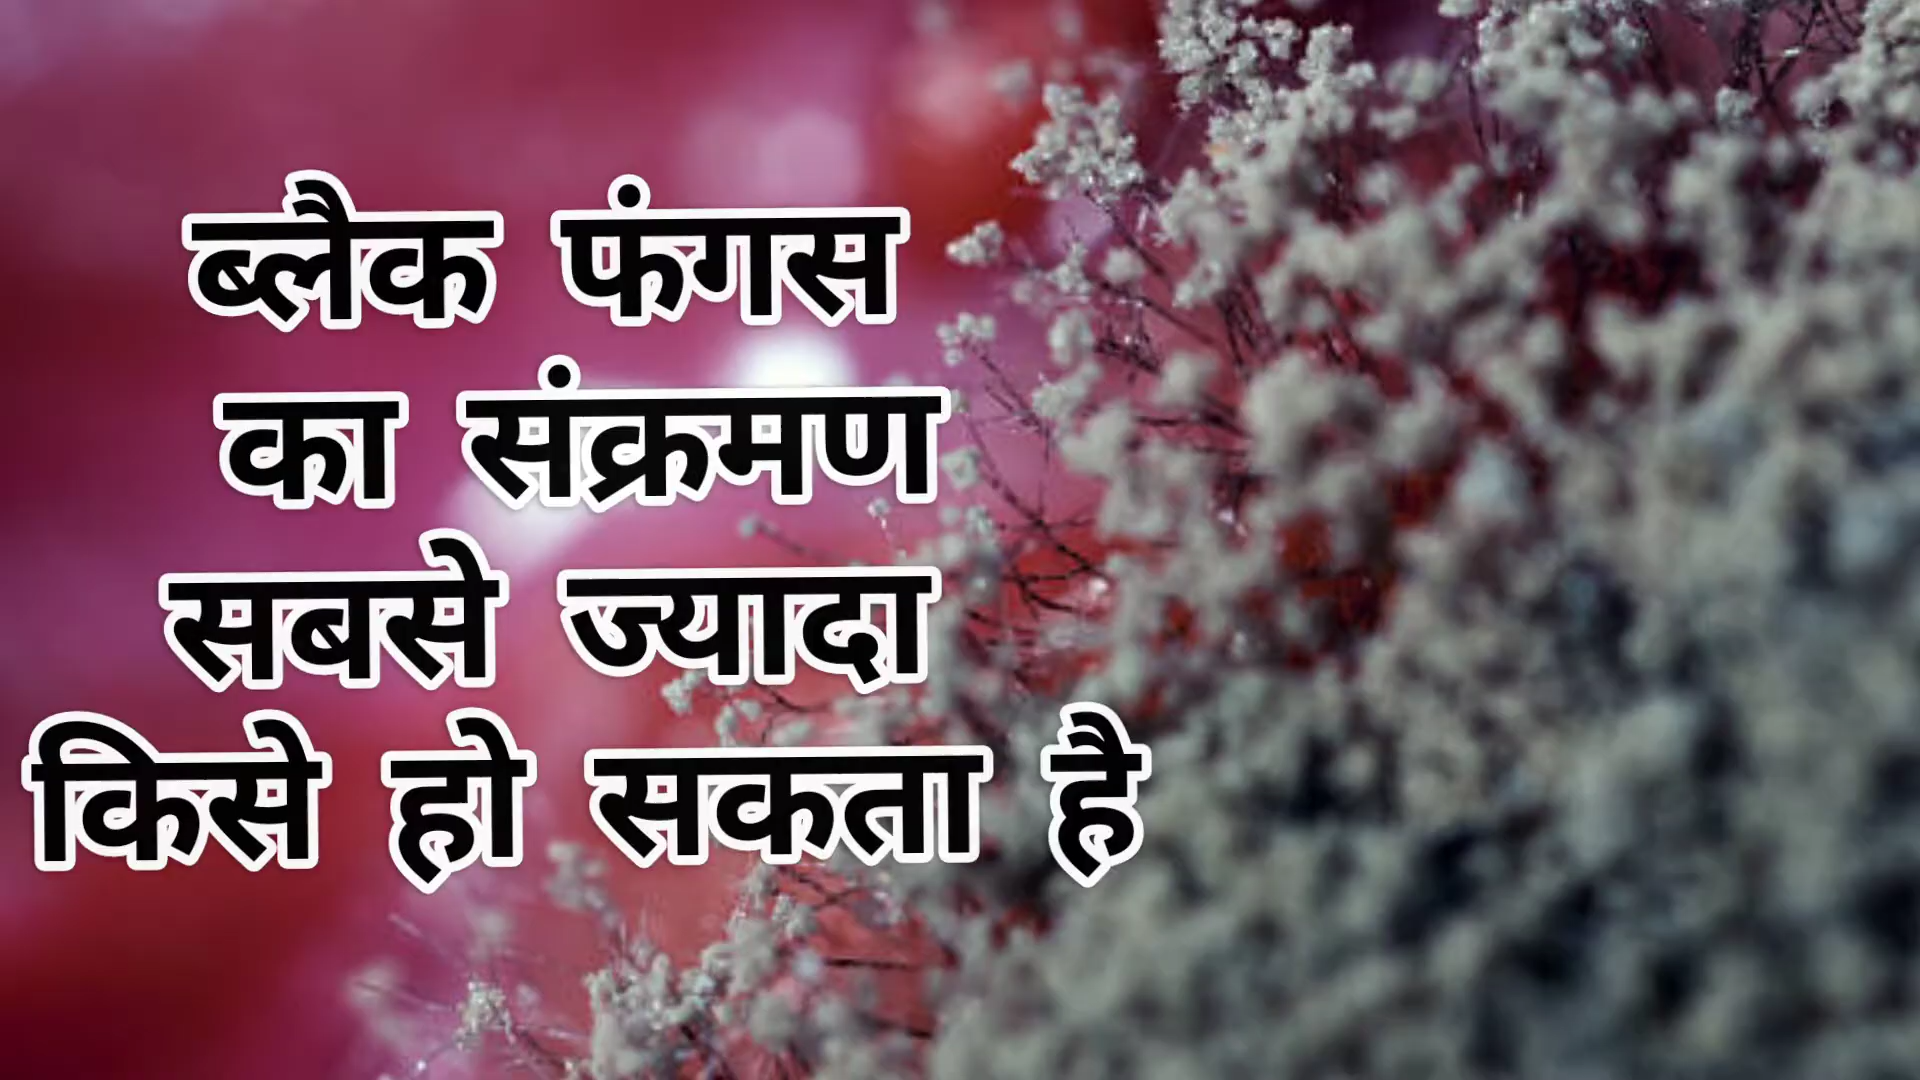 ब्लैक फंगस
का संक्रमण
सबसे ज्यादा
किसे हो सकता है